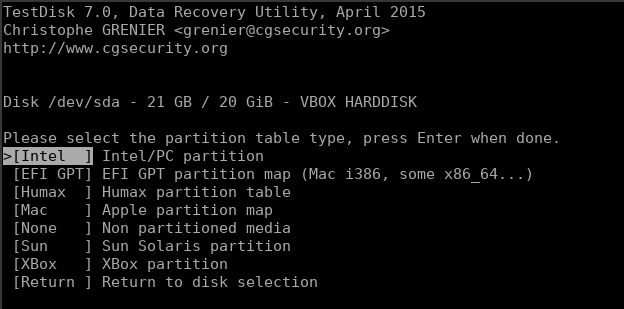 TestDisk 7.0, Data Recovery Utility, April 2015
Christophe GRENIER <grenier@cgsecurity.org>
http://www.cgsecurity.org
Disk /dev/sda - 21 GB / 20 GiB - VBOX HARDDISK
Please select the partition table type, press Enter when done.
>[Intel  ] Intel/PC partition
[EFI GPT] EFI GPT partition map (Mac i386, some x86_64...)
[Humax  ] Humax partition table
[Mac    ] Apple partition map
[None   ] Non partitioned media
[Sun    ] Sun Solaris partition
[XBox   ] XBox partition
[Return ] Return to disk selection